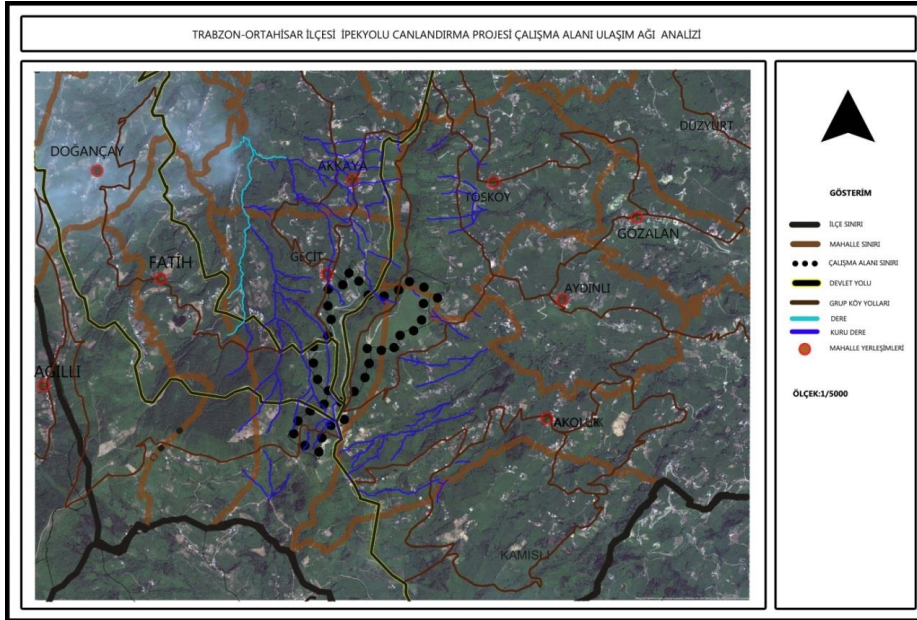 TRABZON-ORTAHİSAR İLÇESİ İPEKYOLU CANLANDIRMA PROJESİ ÇALIŞMA ALANI ULAŞIM AĞI ANALİZİ
DÜZYURT
DOĞANÇAY
AKKAYA
TOSKÖY
GÖZALAN
GEÇİT
FATİH
AYDINLI
AĞILLI
AKOLUK
KAMISLI
GÖSTERİM
İLÇE SINIRI
MAHALLE SINIRI
ÇALIŞMA ALANI SINIRI
DEVLET YOLU
GRUP KÖY YOLLARI
DERE
KURU DERE
MAHALLE YERLEŞİMLERİ
ÖLÇEK:1/5000